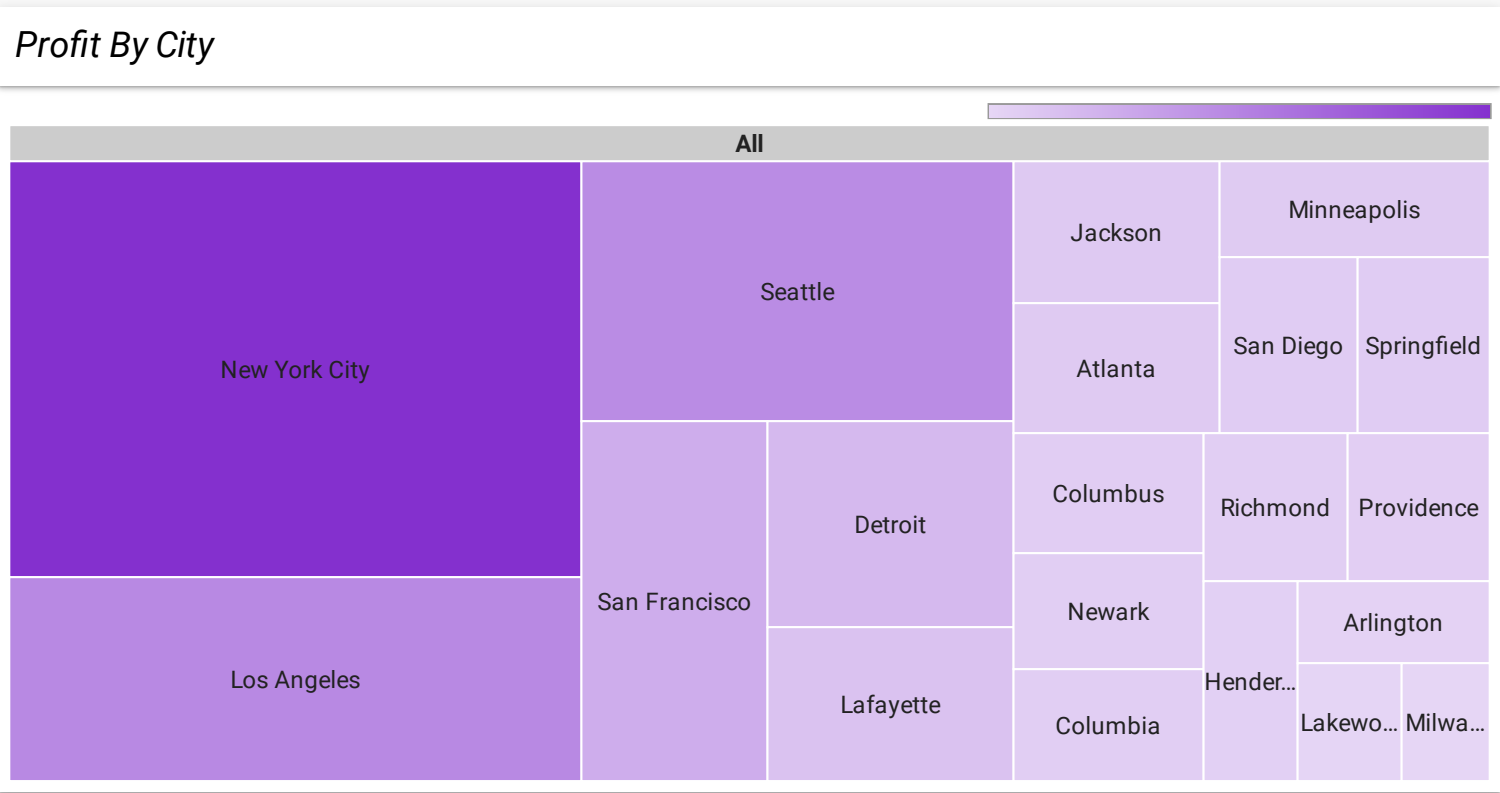 Profit By City
All
New York City
Los Angeles
Seattle
San Francisco
Detroit
Lafayette
Jackson
Atlanta
Minneapolis
San Diego
Springfield
Columbus
Newark
Columbia
Richmond
Providence
Hender...
Arlington
Lakewo...
Milwa...